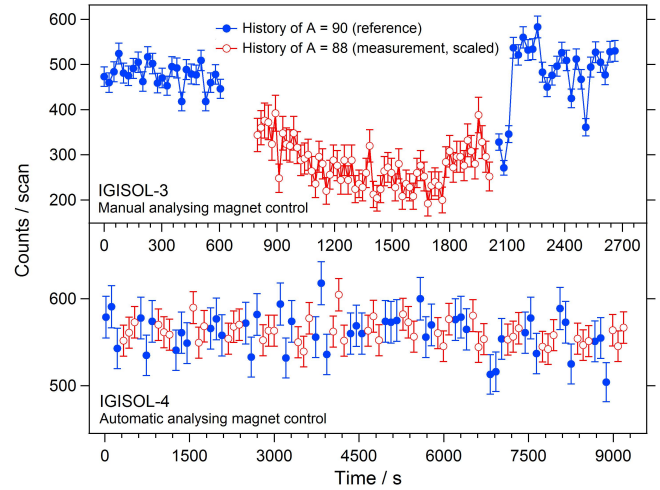 600
500
400
300
200
History of A = 90 (reference)
History of A = 88 (measurement, scaled)
IGISOL-3
Manual analysing magnet control
0 300 600 900 1200 1500 1800 2100 2400 2700
Counts / scan
600
500
IGISOL-4
Automatic analysing magnet control
0 1500 3000 4500 6000 7500 9000
Time / s